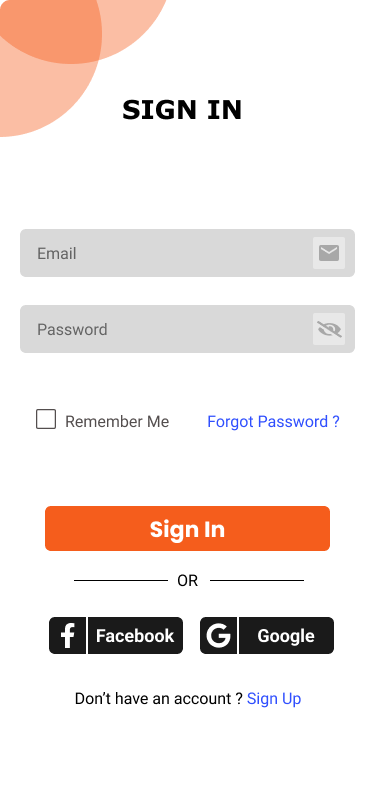 SIGN IN
Email
Password
Remember Me Forgot Password ?
Sign In
OR
Facebook Google
Don’t have an account ? Sign Up